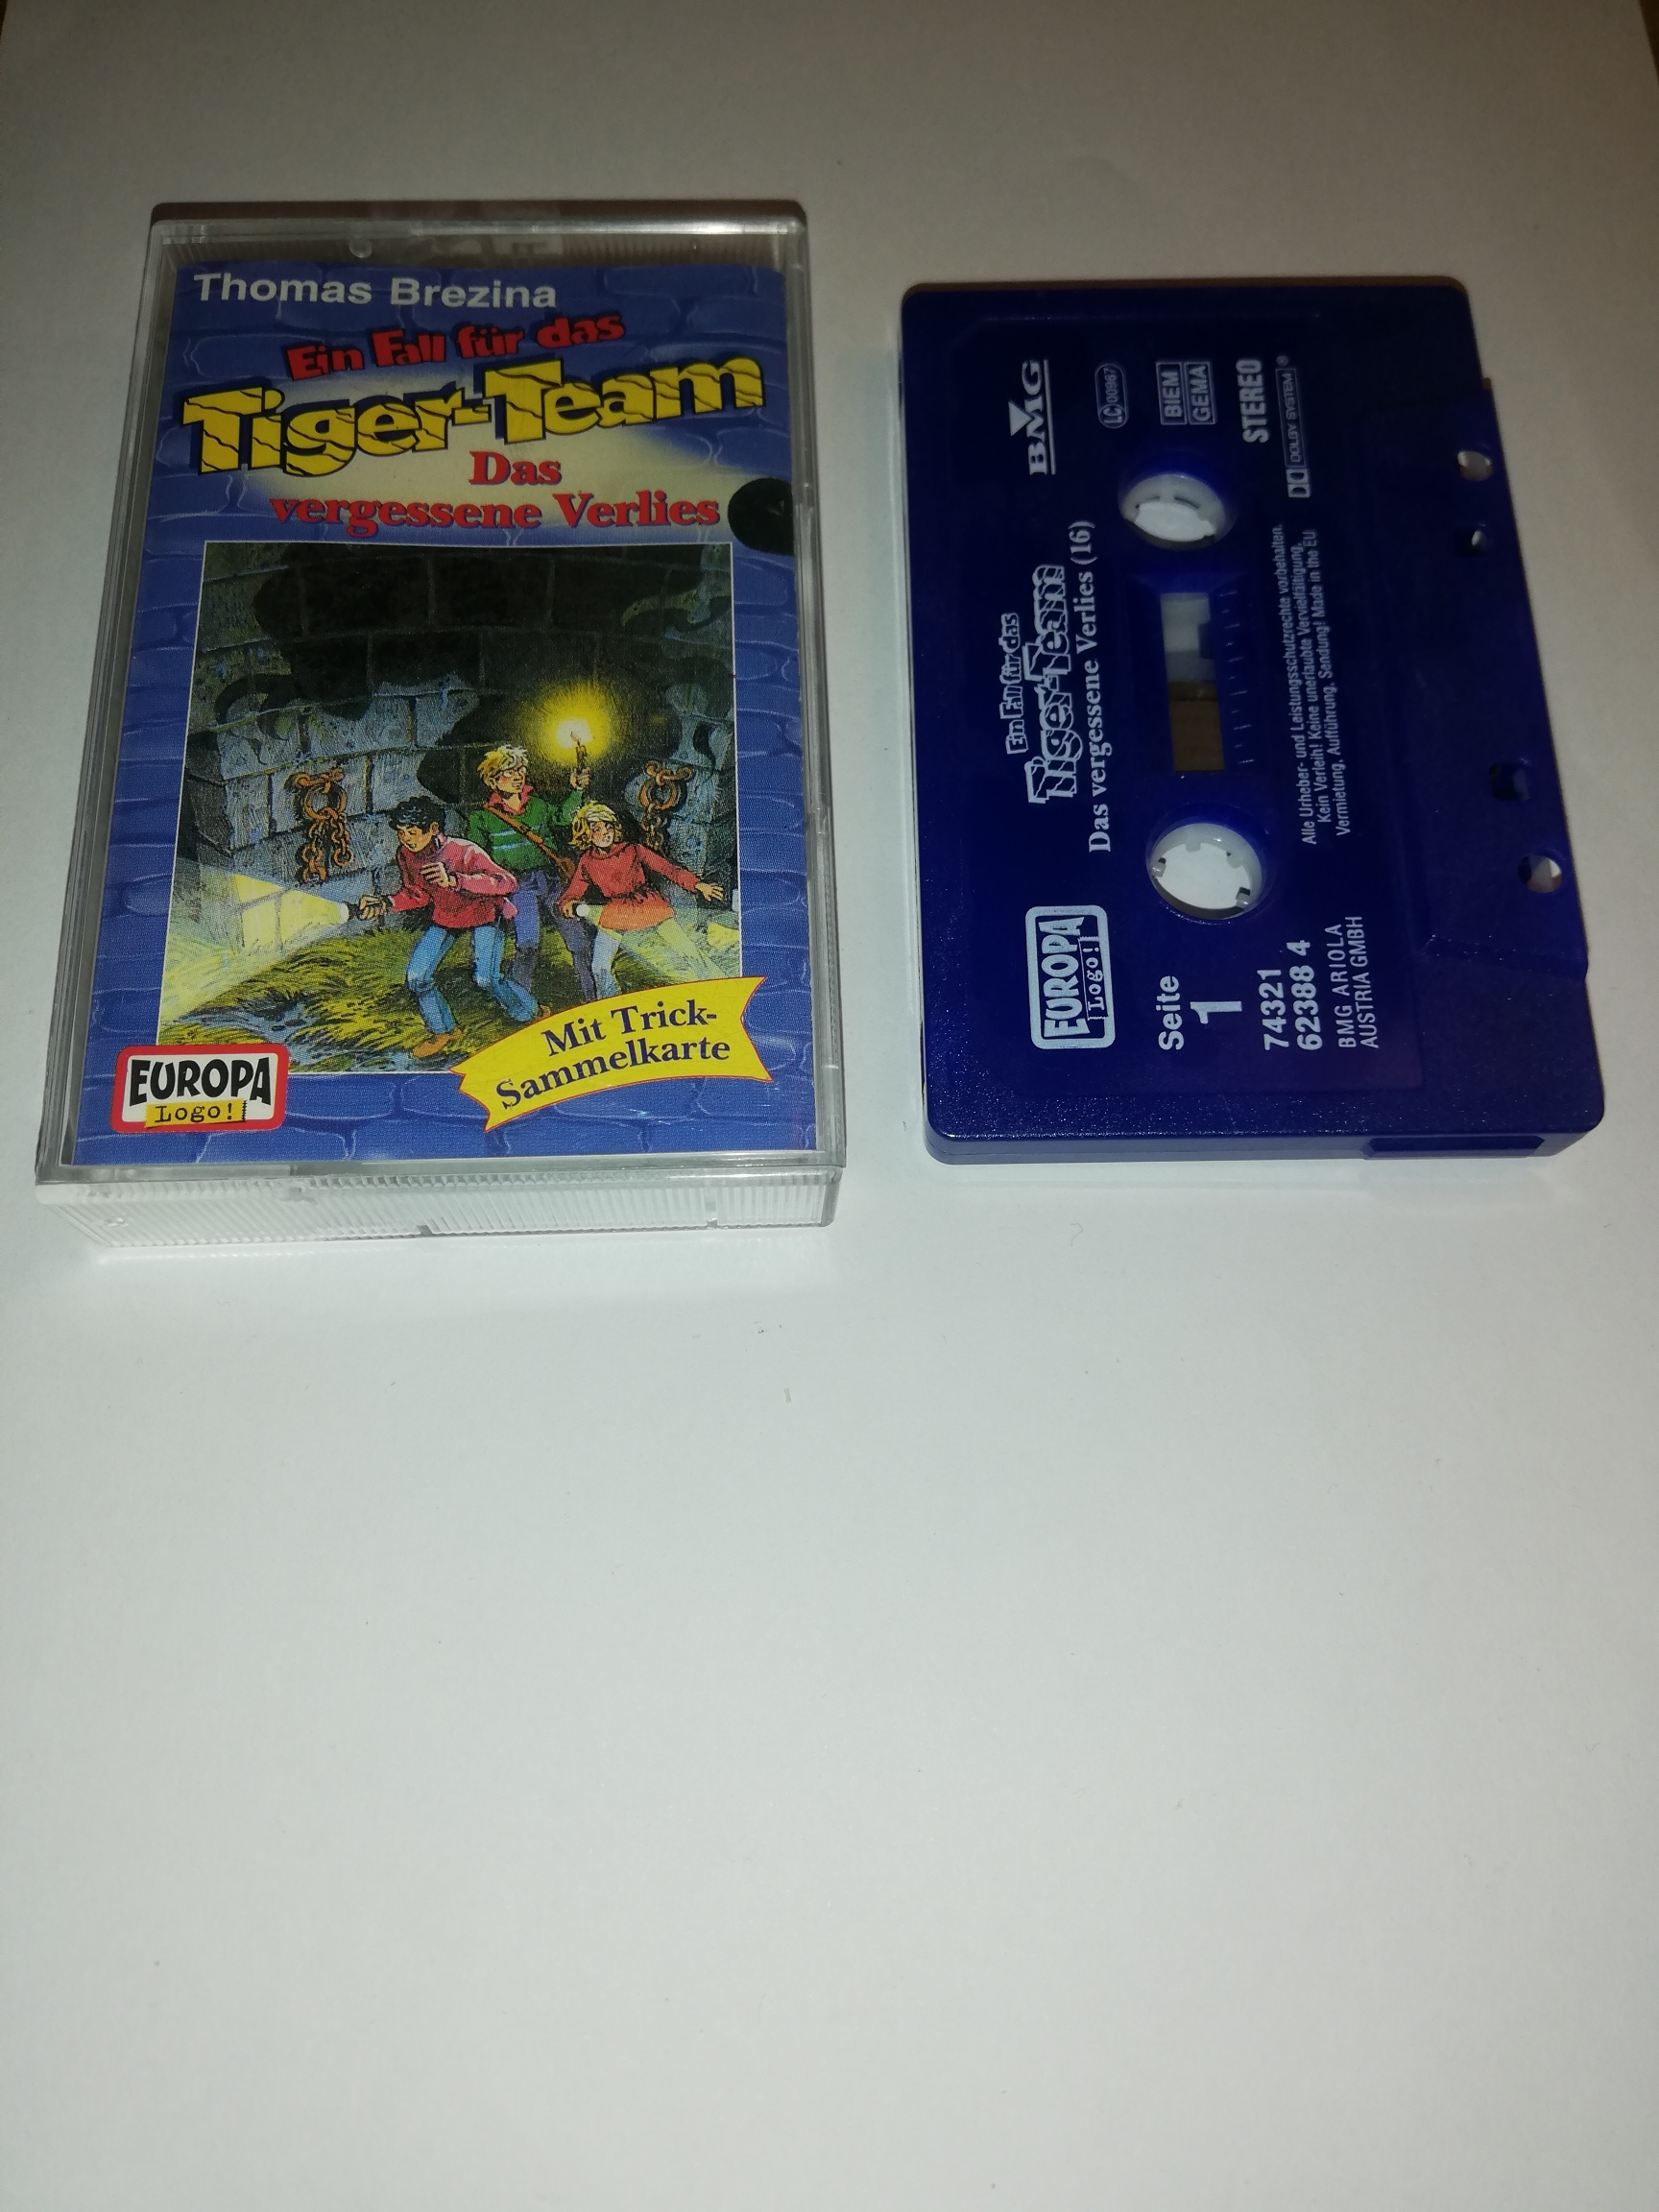 Thomas Brezina
Ein Fall für das
Tiger-Team
Das
vergessene Verlies
Mit Trick-
Sammelkarte
EUROPA
Logo!
Ein Fall für das
Tiger-Team
Das vergessene Verlies (16)
BMG
LC 00967
BIEM
GEMA
STEREO
DOLBY SYSTEM®
EUROPA
Logo!
Seite
1
74321
62388 4
BMG ARIOLA
AUSTRIA GMBH
Alle Urheber- und Leistungsschutzrechte vorbehalten.
Kein Verleih! Keine unerlaubte Vervielfältigung,
Vermietung, Aufführung, Sendung! Made in the EU